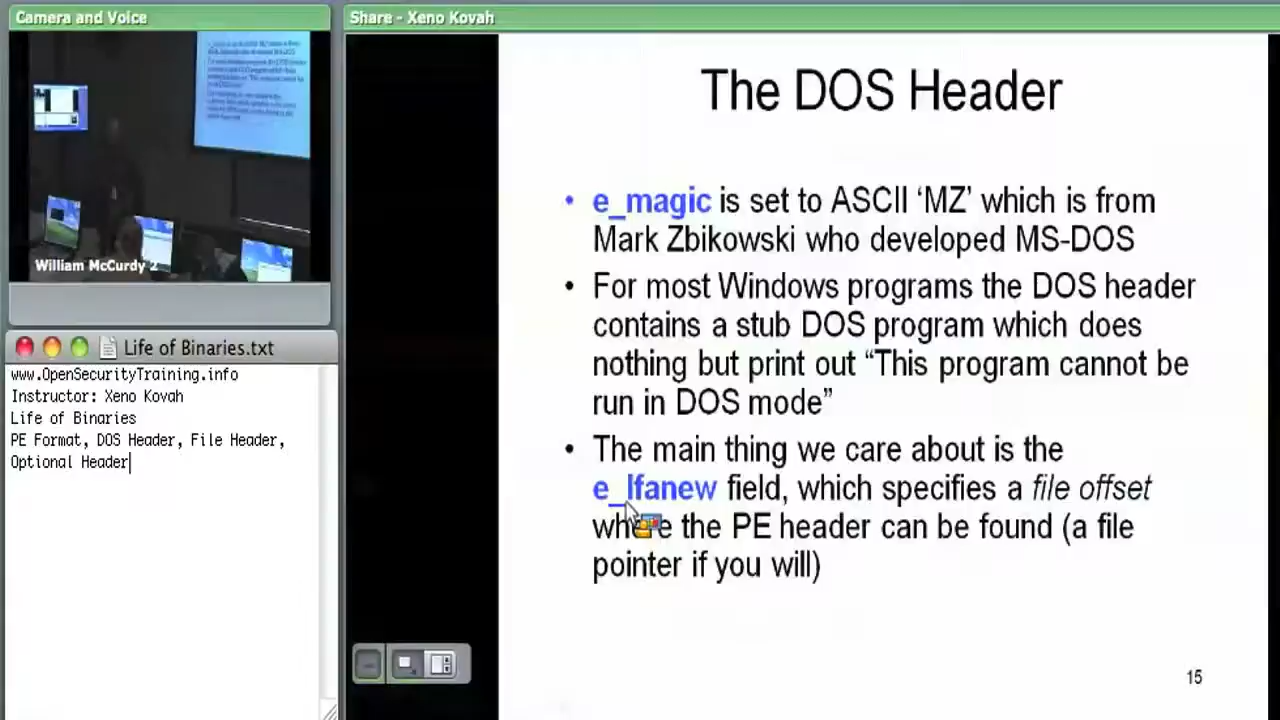 Camera and Voice
William McCurdy 2
Life of Binaries.txt
www.OpenSecurityTraining.info
Instructor: Xeno Kovah
Life of Binaries
PE Format, DOS Header, File Header,
Optional Header
Share - Xeno Kovah
The DOS Header
• e_magic is set to ASCII ‘MZ’ which is from
Mark Zbikowski who developed MS-DOS
• For most Windows programs the DOS header
contains a stub DOS program which does
nothing but print out “This program cannot be
run in DOS mode”
• The main thing we care about is the
e_lfanew field, which specifies a file offset
where the PE header can be found (a file
pointer if you will)
15